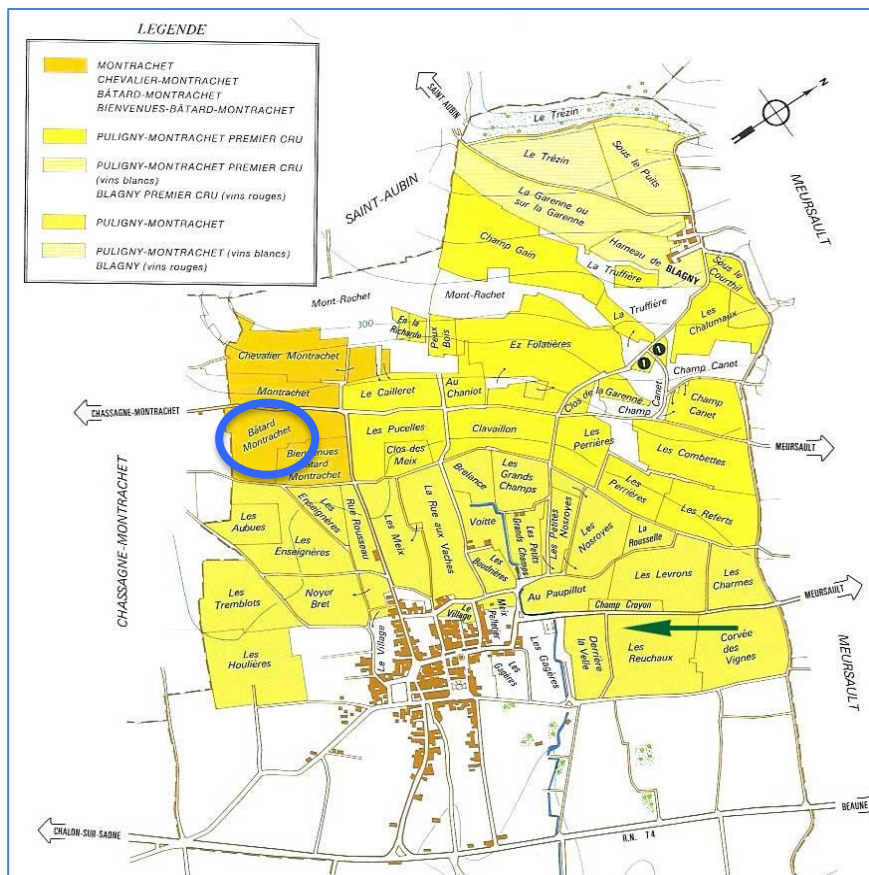 LEGENDE
MONTRACHET
CHEVALIER-MONTRACHET
BÂTARD-MONTRACHET
BIENVENUES-BÂTARD-MONTRACHET
PULIGNY-MONTRACHET PREMIER CRU
PULIGNY-MONTRACHET PREMIER CRU
(vins blancs)
BLAGNY PREMIER CRU (vins rouges)
PULIGNY-MONTRACHET
PULIGNY-MONTRACHET (vins blancs)
BLAGNY (vins rouges)
N
SAINT-AUBIN
Le Trézin
Le Trézin
Sous le Puits
SAINT-AUBIN
MEURSAULT
La Garenne ou
sur la Garenne
Hameau de
BLAGNY
Champ Gain
La Truffière
Sous le
Courthil
Mont-Rachet
Mont-Rachet
La Truffière
Les
Chalumaux
300
En la
Richarde
Peux
Bois
Ez Folatières
1
1
Champ Canet
Chevalier Montrachet
Montrachet
Le Cailleret
Au
Chaniot
Clos de la Garenne
Champ
Canet
Champ
Canet
CHASSAGNE-MONTRACHET
Bâtard
Montrachet
Bienvenues
Bâtard
Montrachet
Les Pucelles
Clos des
Meix
Clavaillon
Les
Perrières
Les Combettes
MEURSAULT
Les
Perrières
Les Referts
Brelance
Les
Grands
Champs
CHASSAGNE-MONTRACHET
Les
Aubues
Les
Enseignères
Les
Enseignères
Rue Rousseau
Les Meix
La Rue aux Vaches
Voitte
Les Petits
Grands Champs
Les Petites
Nosroyes
Les
Nosroyes
La
Rousselle
Les
Boudrières
Les
Tremblots
Noyer
Bret
Au Paupillot
Les Levrons
Les
Charmes
Champ Croyon
MEURSAULT
Le Village
Le
Village
Meix
Pelletier
Les Gagères
Les
Gagères
Derrière
la Velle
Les
Reuchaux
Corvée
des
Vignes
MEURSAULT
Les
Houlières
CHALON-SUR-SAONE
R.N. 74
BEAUNE